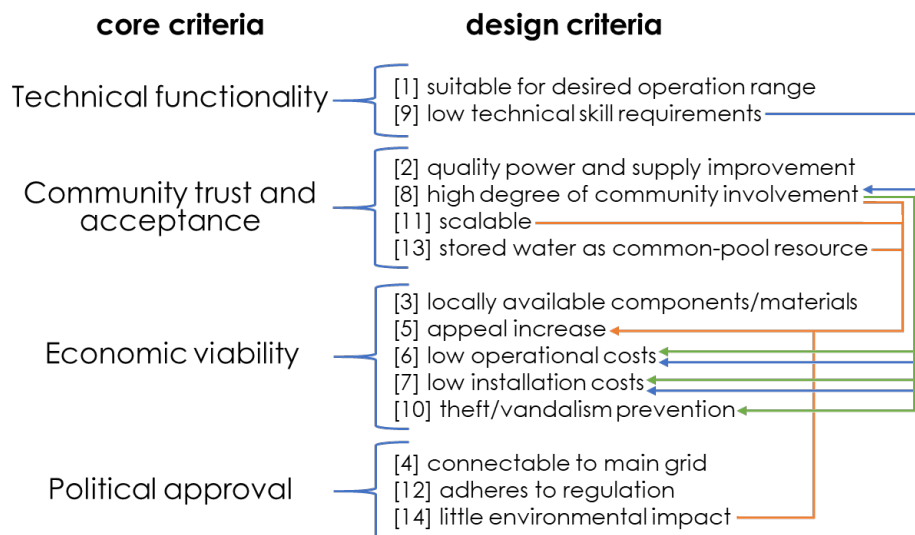 core criteria
design criteria
Technical functionality
[1] suitable for desired operation range
[9] low technical skill requirements
Community trust and
acceptance
[2] quality power and supply improvement
[8] high degree of community involvement
[11] scalable
[13] stored water as common-pool resource
Economic viability
[3] locally available components/materials
[5] appeal increase
[6] low operational costs
[7] low installation costs
[10] theft/vandalism prevention
Political approval
[4] connectable to main grid
[12] adheres to regulation
[14] little environmental impact